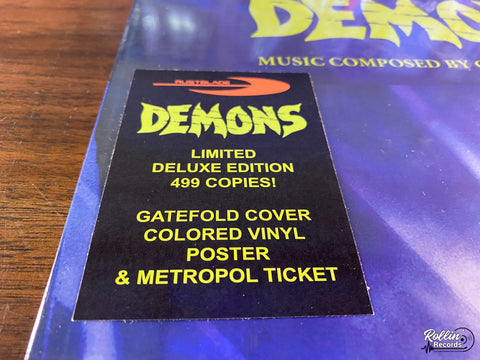 DEMONS
MUSIC COMPOSED BY
RUSTBLADE
DEMONS
LIMITED
DELUXE EDITION
499 COPIES!
GATEFOLD COVER
COLORED VINYL
POSTER
& METROPOL TICKET
Rollin'
Records